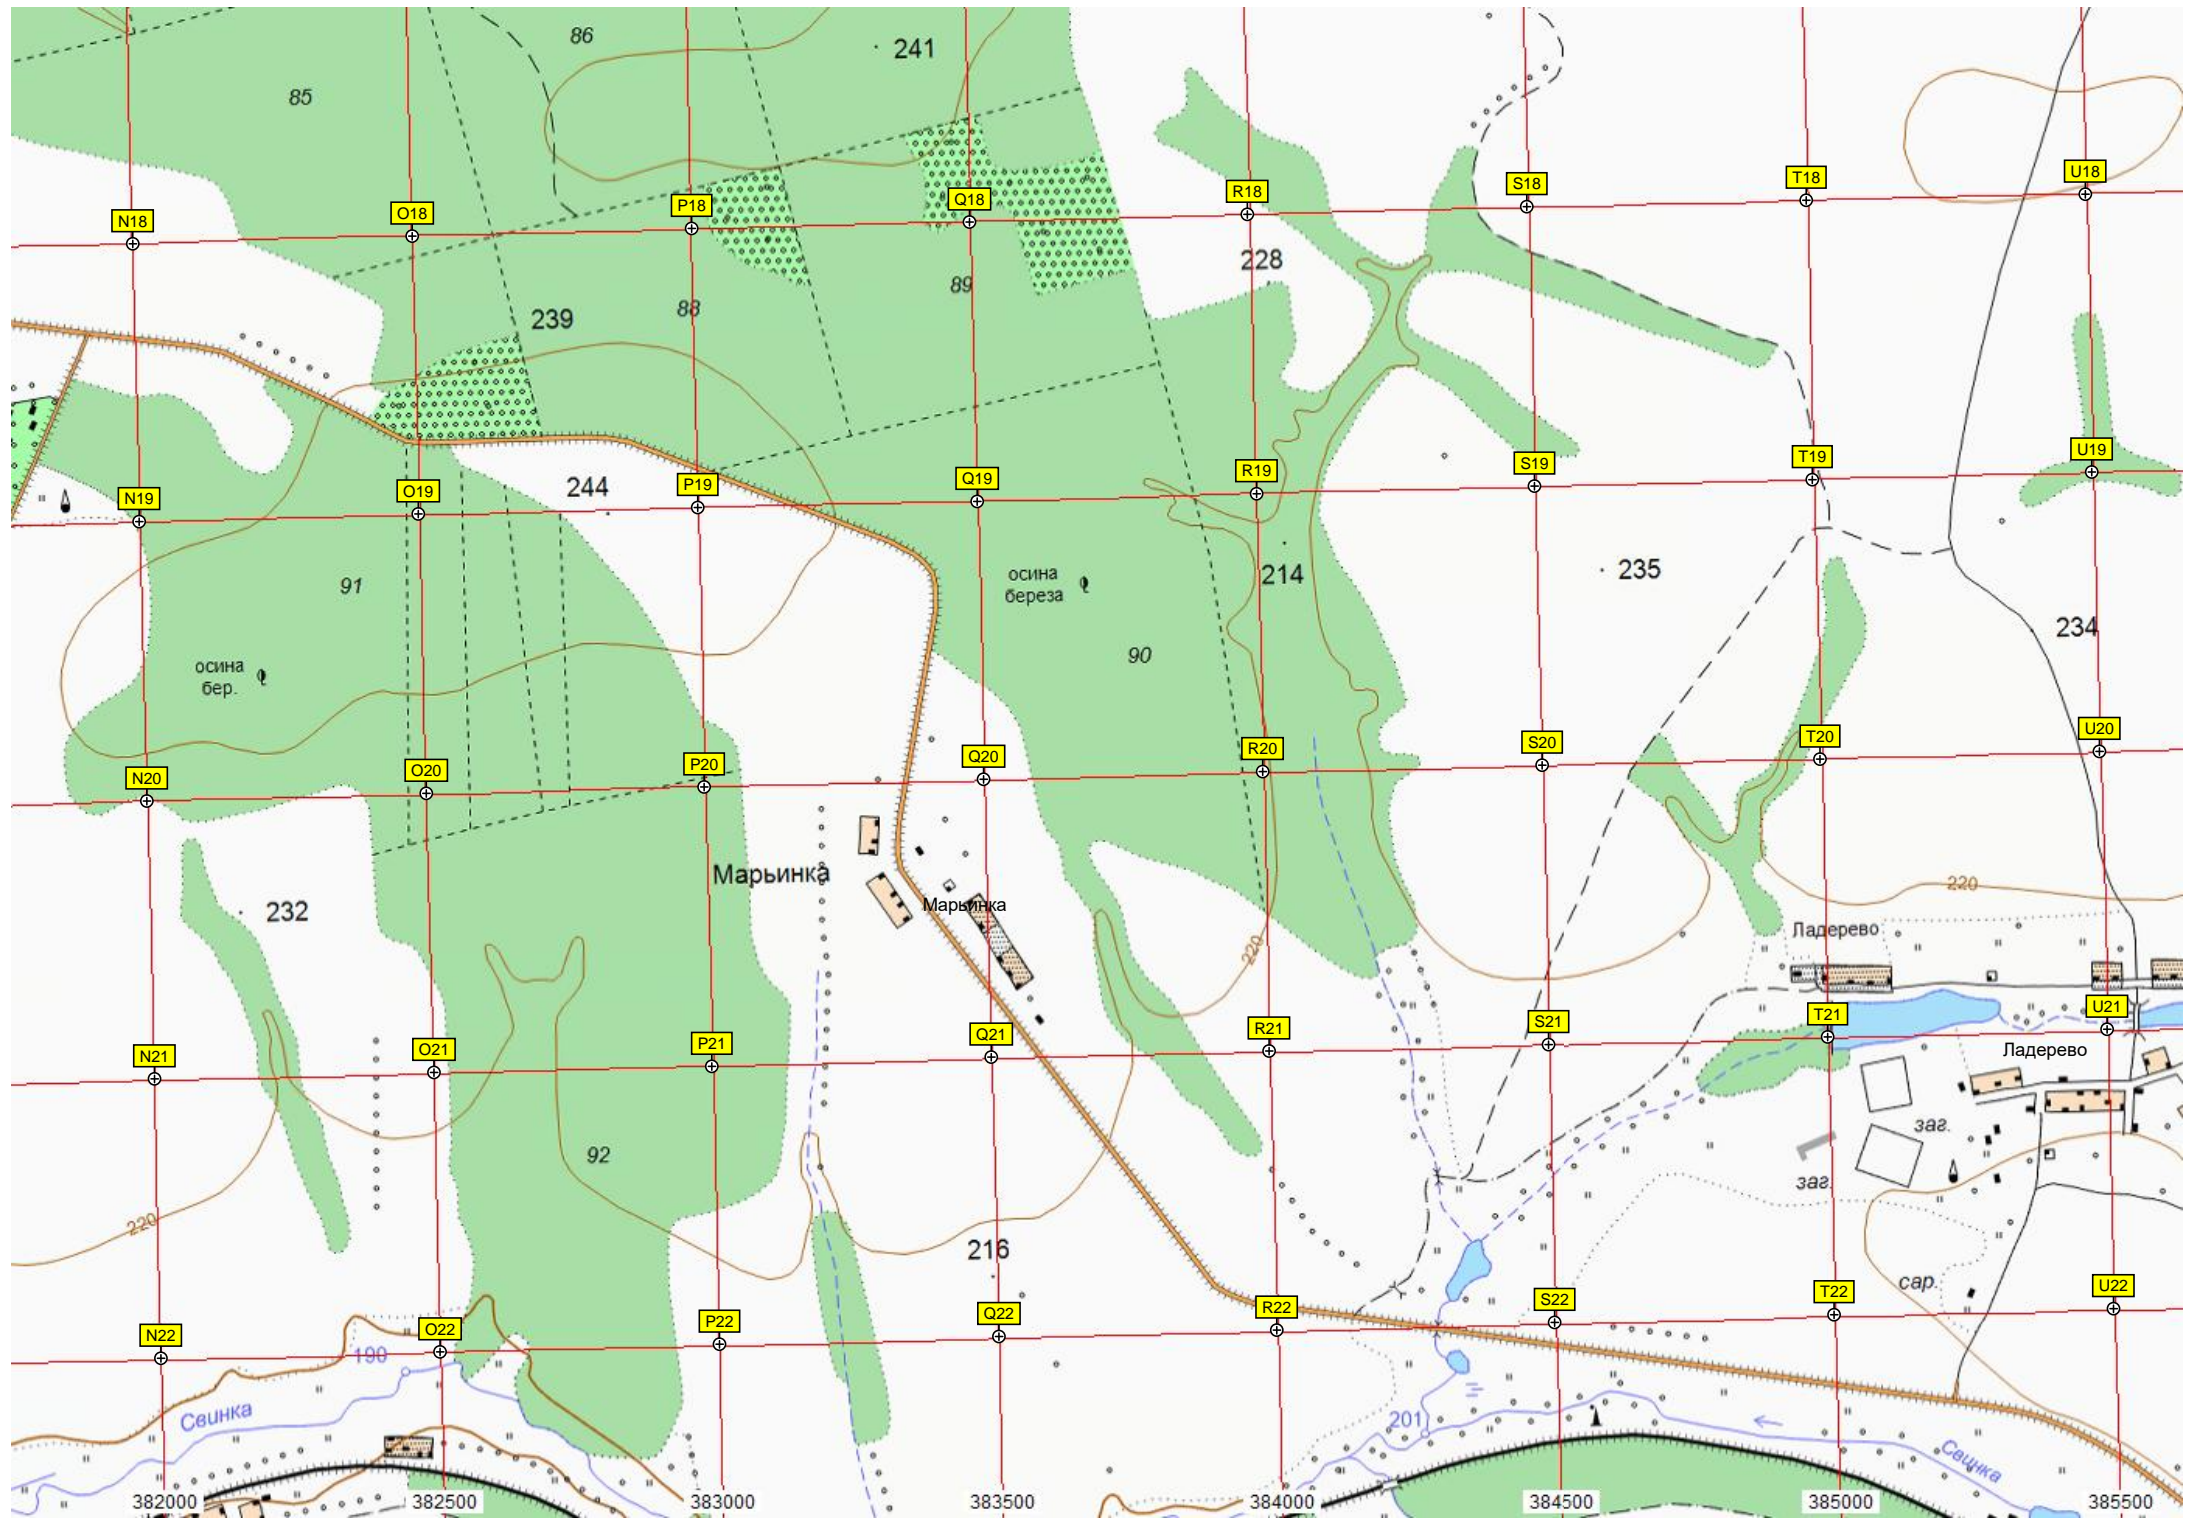 86
241
85
N18
O18
P18
Q18
R18
S18
T18
U18
228
89
88
239
N19
O19
P19
Q19
R19
S19
T19
U19
244
91
осина
береза
214
235
234
90
осина
бер.
N20
O20
P20
Q20
R20
S20
T20
U20
Марьинка
Марьинка
232
220
220
Ладерево
N21
O21
P21
Q21
R21
S21
T21
U21
Ладерево
заг.
заг.
92
220
216
сар.
N22
O22
P22
Q22
R22
S22
T22
U22
190
Свинка
201
Свинка
382000
382500
383000
383500
384000
384500
385000
385500